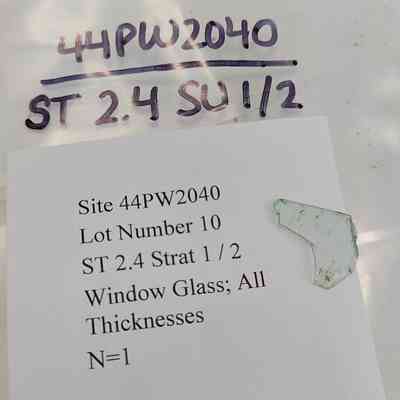 44PW2040
ST 2.4 SU 1/2
Site 44PW2040
Lot Number 10
ST 2.4 Strat 1 / 2
Window Glass; All
Thicknesses
N=1